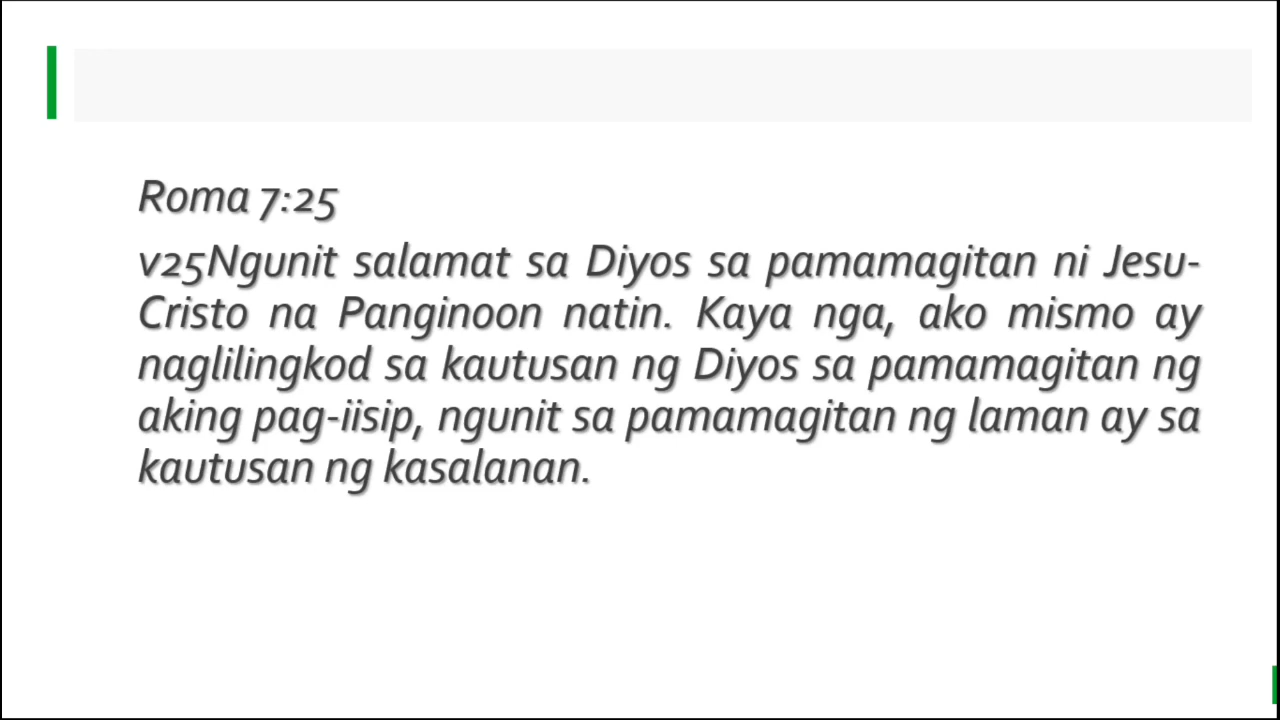 Roma 7:25
v25Ngunit salamat sa Diyos sa pamamagitan ni Jesu-
Cristo na Panginoon natin. Kaya nga, ako mismo ay
naglilingkod sa kautusan ng Diyos sa pamamagitan ng
aking pag-iisip, ngunit sa pamamagitan ng laman ay sa
kautusan ng kasalanan.